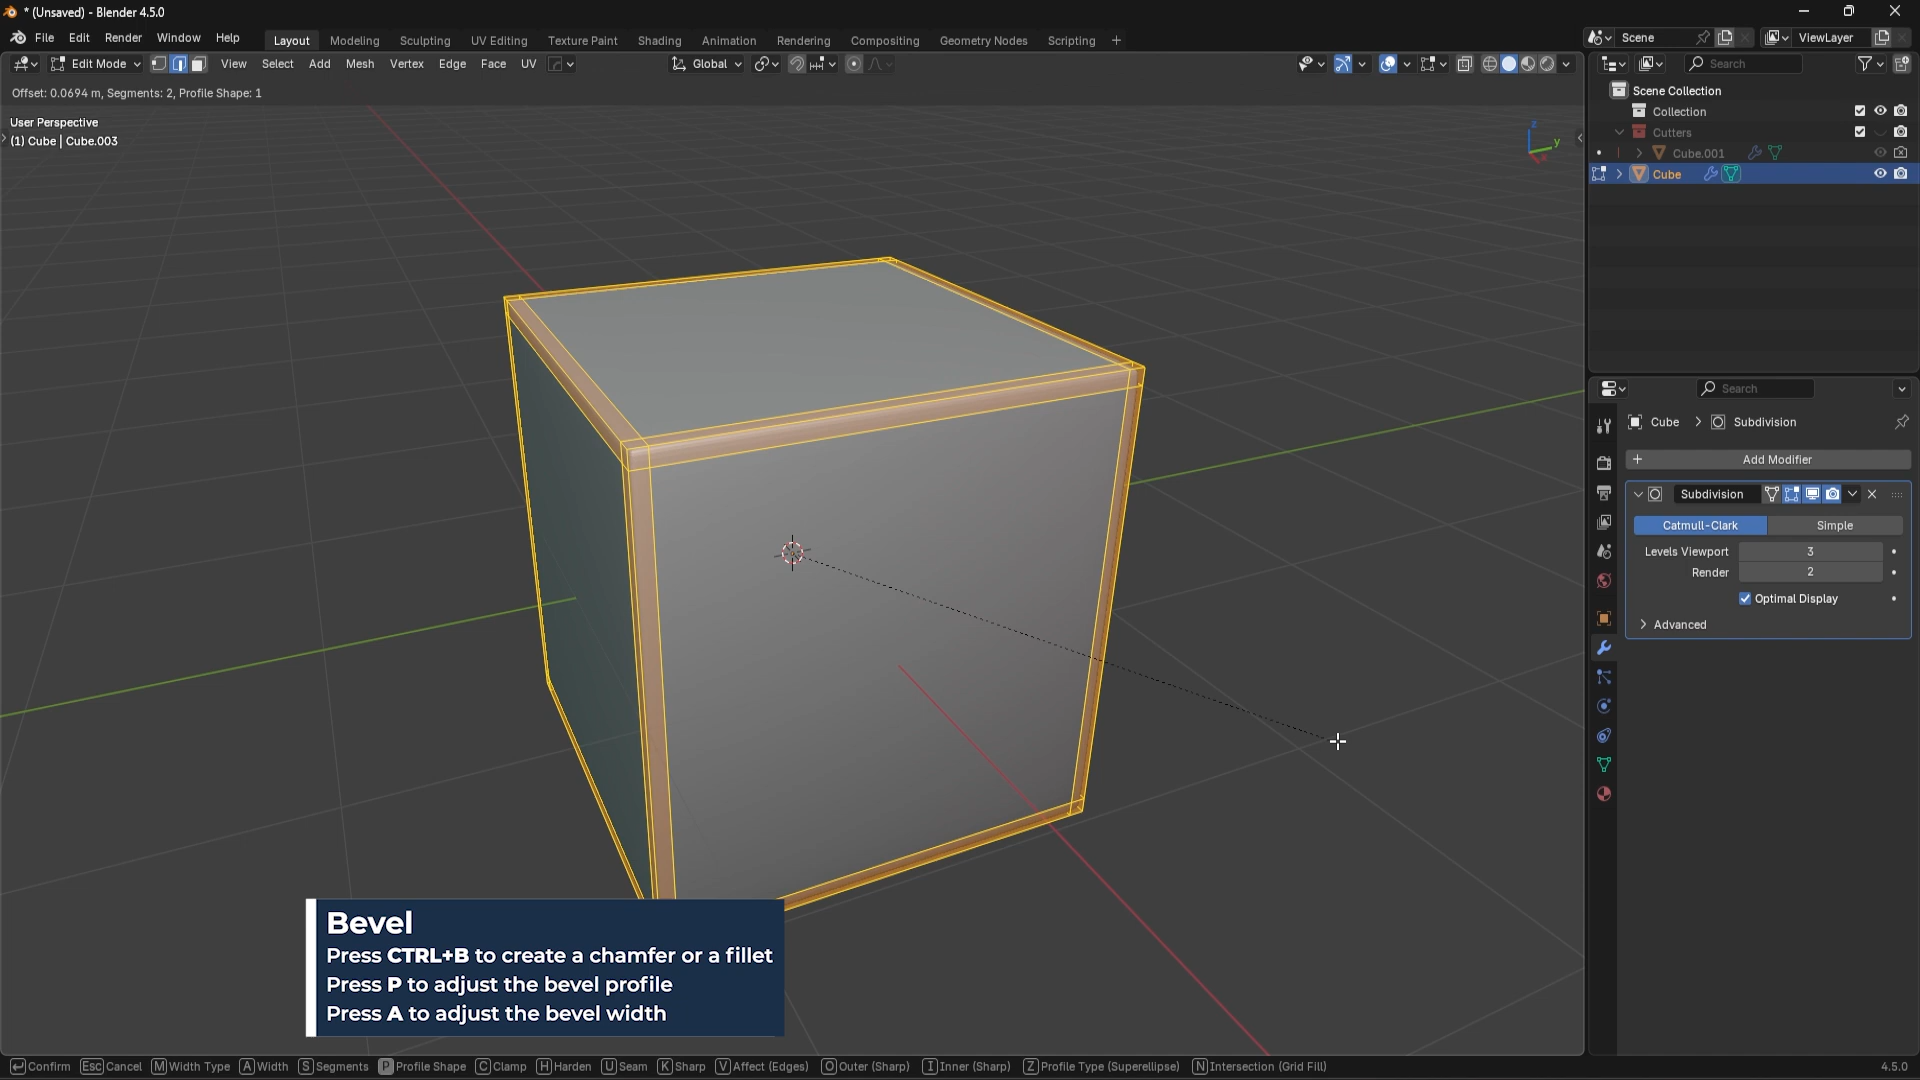 * (Unsaved) - Blender 4.5.0
File Edit Render Window Help
Layout Modeling Sculpting UV Editing Texture Paint Shading Animation Rendering Compositing Geometry Nodes Scripting +
Scene
ViewLayer
Edit Mode View Select Add Mesh Vertex Edge Face UV
Global
Search
Offset: 0.0694 m, Segments: 2, Profile Shape: 1
User Perspective
(1) Cube | Cube.003
z
y
x
Scene Collection
Collection
Cutters
Cube.001
Cube
Search
Cube > Subdivision
+ Add Modifier
Subdivision
Catmull-Clark Simple
Levels Viewport 3
Render 2
Optimal Display
Advanced
Bevel
Press CTRL+B to create a chamfer or a fillet
Press P to adjust the bevel profile
Press A to adjust the bevel width
Confirm Esc Cancel M Width Type A Width S Segments P Profile Shape C Clamp H Harden U Seam K Sharp V Affect (Edges) O Outer (Sharp) I Inner (Sharp) Z Profile Type (Superellipse) N Intersection (Grid Fill)
4.5.0